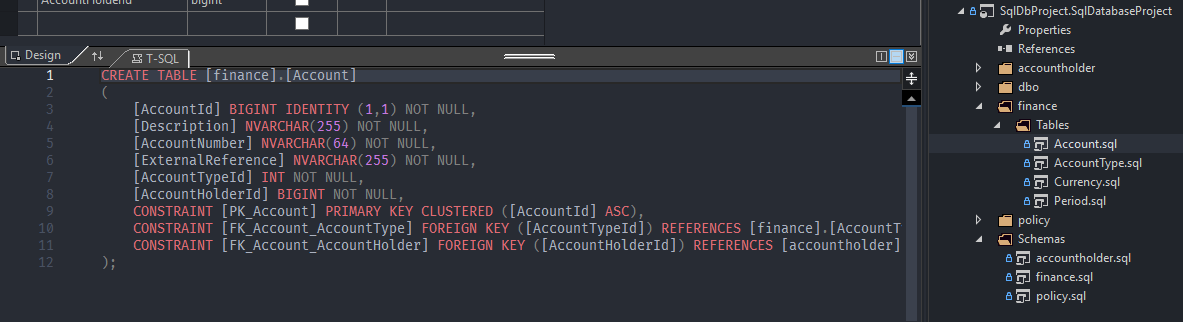 AccountHolderId bigint
Design T-SQL
1 CREATE TABLE [finance].[Account]
2 (
3 [AccountId] BIGINT IDENTITY (1,1) NOT NULL,
4 [Description] NVARCHAR(255) NOT NULL,
5 [AccountNumber] NVARCHAR(64) NOT NULL,
6 [ExternalReference] NVARCHAR(255) NOT NULL,
7 [AccountTypeId] INT NOT NULL,
8 [AccountHolderId] BIGINT NOT NULL,
9 CONSTRAINT [PK_Account] PRIMARY KEY CLUSTERED ([AccountId] ASC),
10 CONSTRAINT [FK_Account_AccountType] FOREIGN KEY ([AccountTypeId]) REFERENCES [finance].[AccountT
11 CONSTRAINT [FK_Account_AccountHolder] FOREIGN KEY ([AccountHolderId]) REFERENCES [accountholder]
12 );
SqlDbProject.SqlDatabaseProject
Properties
References
accountholder
dbo
finance
Tables
Account.sql
AccountType.sql
Currency.sql
Period.sql
policy
Schemas
accountholder.sql
finance.sql
policy.sql